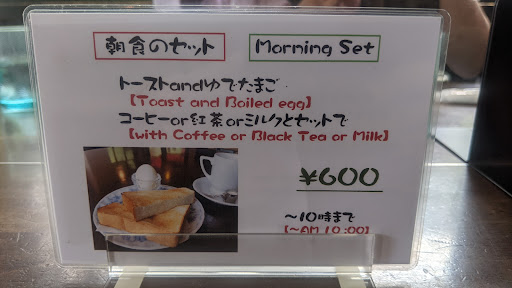 朝食のセット Morning Set
トーストandゆでたまご
[Toast and Boiled egg]
コーヒーor紅茶orミルクとセットで
[with Coffee or Black Tea or Milk]
¥600
～10時まで
[～AM 10:00]